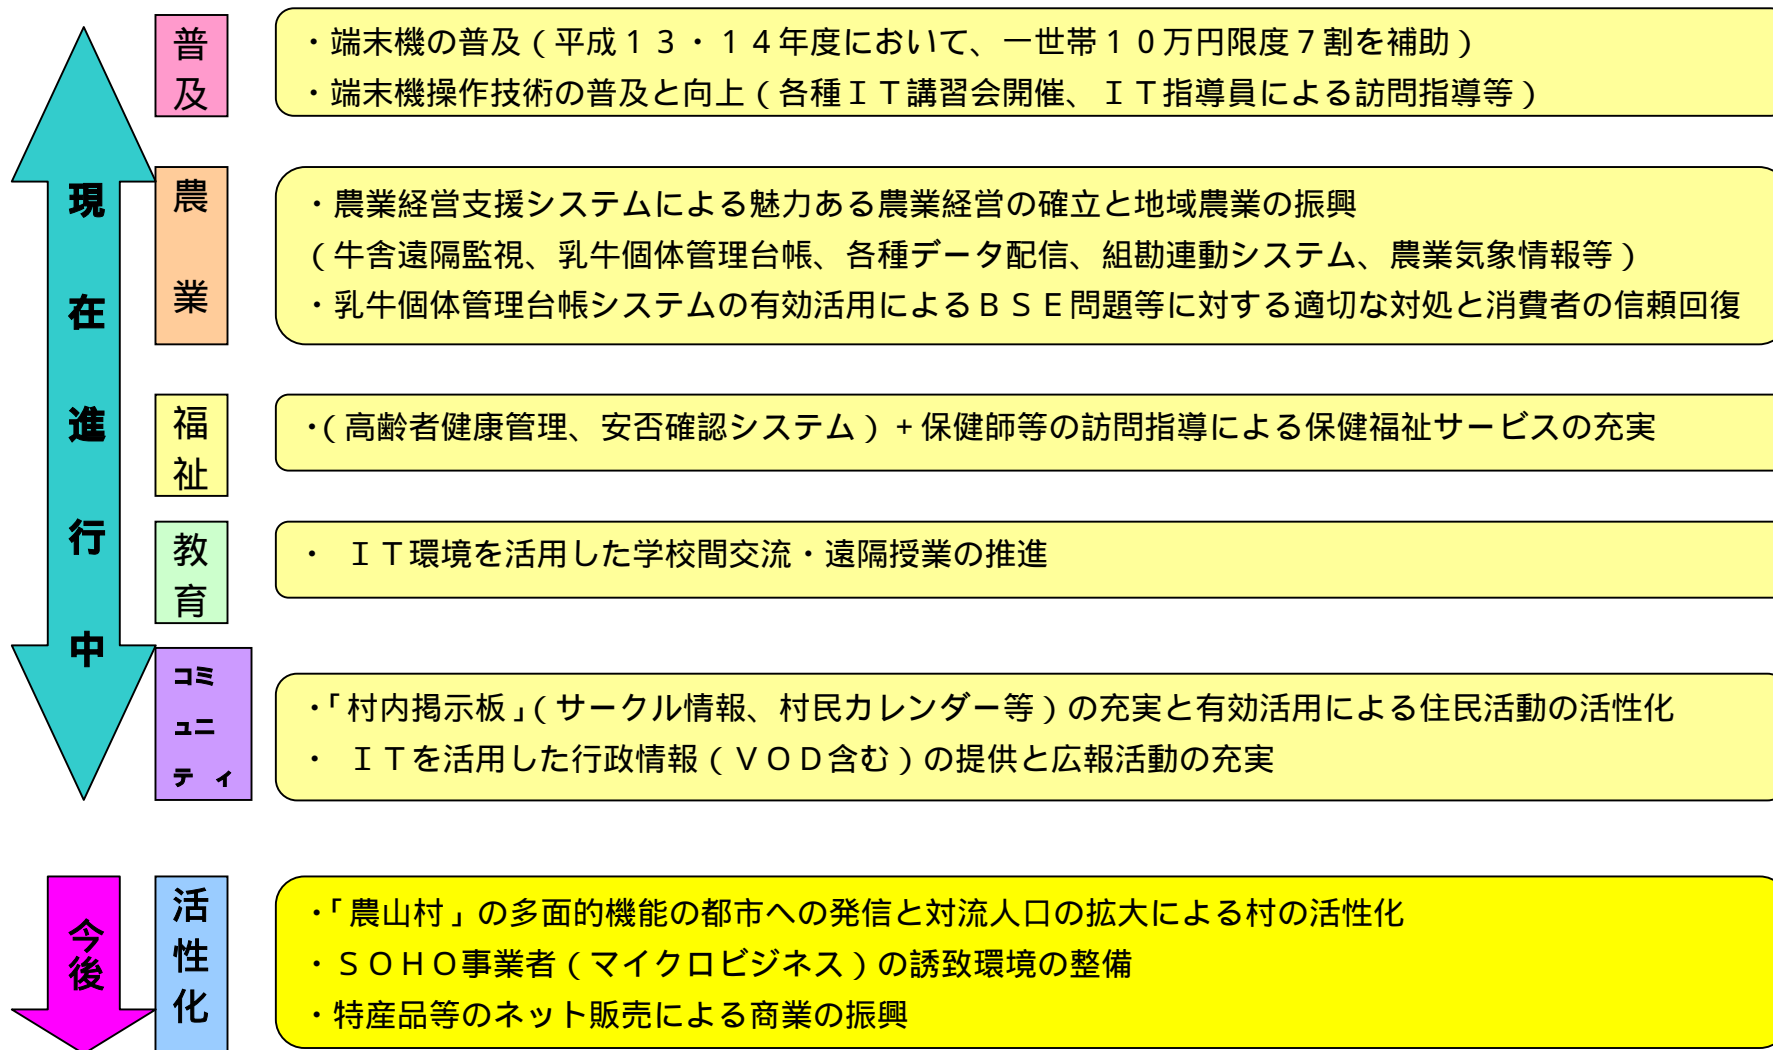 現在進行中
普及
・端末機の普及（平成１３・１４年度において、一世帯１０万円限度７割を補助）
・端末機操作技術の普及と向上（各種ＩＴ講習会開催、ＩＴ指導員による訪問指導等）
農業
・農業経営支援システムによる魅力ある農業経営の確立と地域農業の振興
（牛舎遠隔監視、乳牛個体管理台帳、各種データ配信、組勘連動システム、農業気象情報等）
・乳牛個体管理台帳システムの有効活用によるＢＳＥ問題等に対する適切な対処と消費者の信頼回復
福祉
・（高齢者健康管理、安否確認システム）＋保健師等の訪問指導による保健福祉サービスの充実
教育
・　ＩＴ環境を活用した学校間交流・遠隔授業の推進
コミュニティ
・「村内掲示板」（サークル情報、村民カレンダー等）の充実と有効活用による住民活動の活性化
・　ＩＴを活用した行政情報（ＶＯＤ含む）の提供と広報活動の充実
今後
活性化
・「農山村」の多面的機能の都市への発信と対流人口の拡大による村の活性化
・ＳＯＨＯ事業者（マイクロビジネス）の誘致環境の整備
・特産品等のネット販売による商業の振興